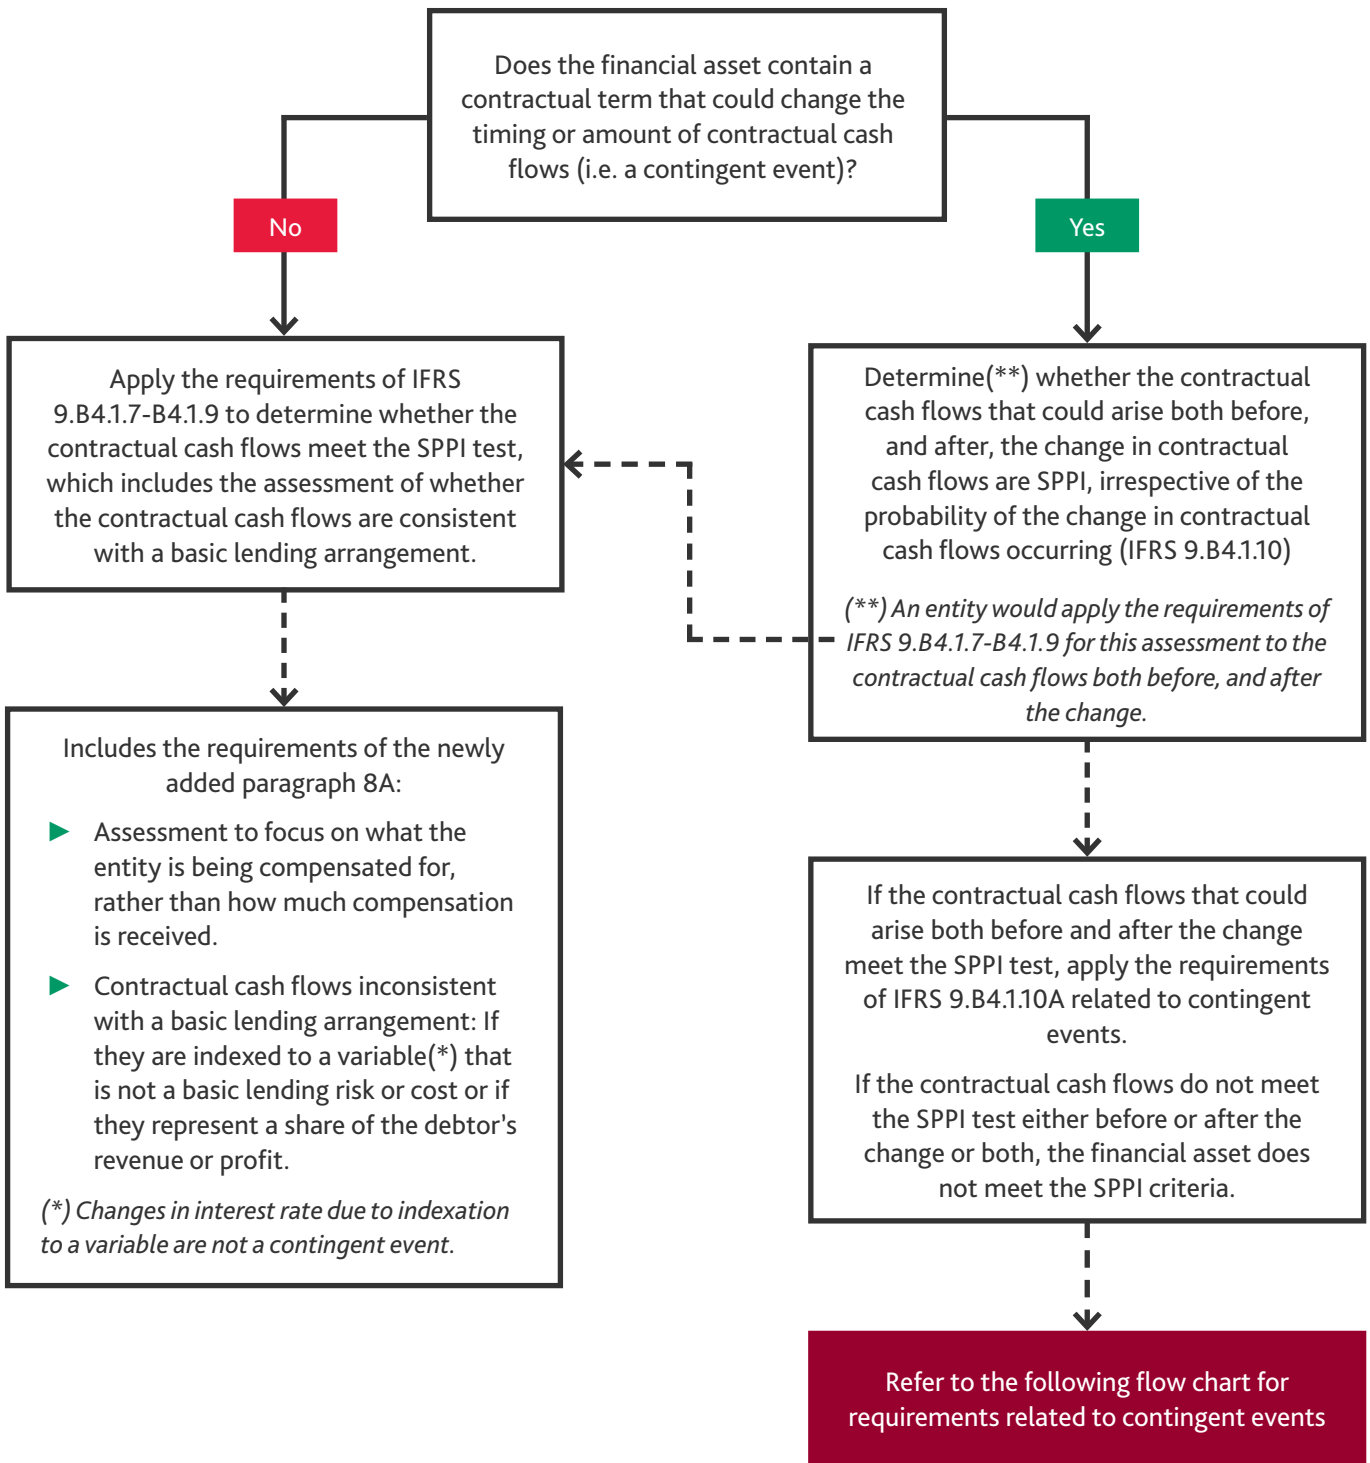 Does the financial asset contain a
contractual term that could change the
timing or amount of contractual cash
flows (i.e. a contingent event)?
No
Yes
Apply the requirements of IFRS
9.B4.1.7-B4.1.9 to determine whether the
contractual cash flows meet the SPPI test,
which includes the assessment of whether
the contractual cash flows are consistent
with a basic lending arrangement.
Determine(**) whether the contractual
cash flows that could arise both before,
and after, the change in contractual
cash flows are SPPI, irrespective of the
probability of the change in contractual
cash flows occurring (IFRS 9.B4.1.10)
(**) An entity would apply the requirements of
IFRS 9.B4.1.7-B4.1.9 for this assessment to the
contractual cash flows both before, and after
the change.
Includes the requirements of the newly
added paragraph 8A:
► Assessment to focus on what the
entity is being compensated for,
rather than how much compensation
is received.
► Contractual cash flows inconsistent
with a basic lending arrangement: If
they are indexed to a variable(*) that
is not a basic lending risk or cost or if
they represent a share of the debtor's
revenue or profit.
(*) Changes in interest rate due to indexation
to a variable are not a contingent event.
If the contractual cash flows that could
arise both before and after the change
meet the SPPI test, apply the requirements
of IFRS 9.B4.1.10A related to contingent
events.
If the contractual cash flows do not meet
the SPPI test either before or after the
change or both, the financial asset does
not meet the SPPI criteria.
Refer to the following flow chart for
requirements related to contingent events